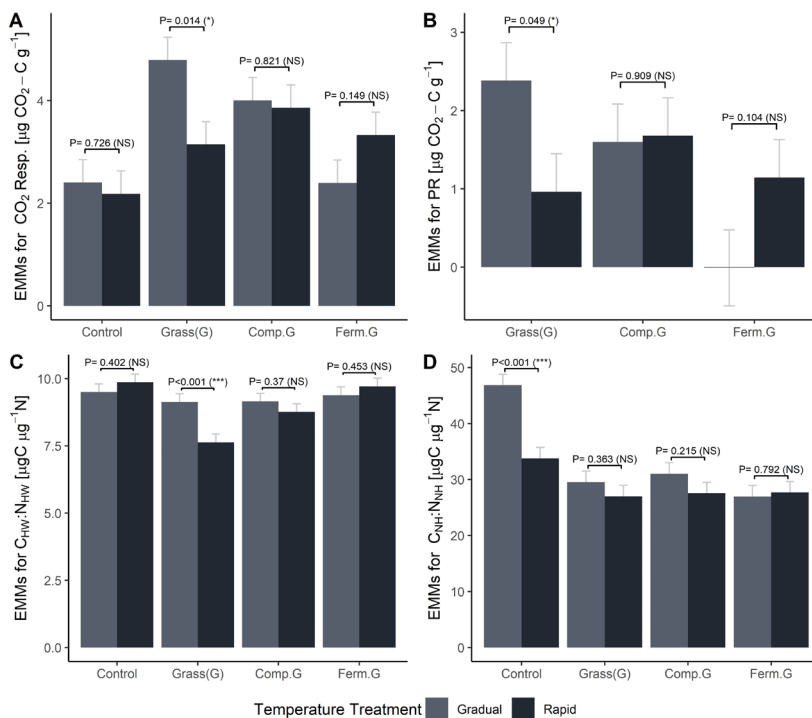 A
EMMs for CO₂ Resp. [µg CO₂ − C g⁻¹]
4
2
0
P= 0.726 (NS)
P= 0.014 (*)
P= 0.821 (NS)
P= 0.149 (NS)
Control Grass(G) Comp.G Ferm.G
B
EMMs for PR [µg CO₂ − C g⁻¹]
3
2
1
0
P= 0.049 (*)
P= 0.909 (NS)
P= 0.104 (NS)
Grass(G) Comp.G Ferm.G
C
EMMs for C_HW:N_HW [µgC µg⁻¹N]
10.0
7.5
5.0
2.5
0.0
P= 0.402 (NS)
P<0.001 (***)
P= 0.37 (NS)
P= 0.453 (NS)
Control Grass(G) Comp.G Ferm.G
D
EMMs for C_NH:N_NH [µgC µg⁻¹N]
50
40
30
20
10
0
P<0.001 (***)
P= 0.363 (NS)
P= 0.215 (NS)
P= 0.792 (NS)
Control Grass(G) Comp.G Ferm.G
Temperature Treatment Gradual Rapid